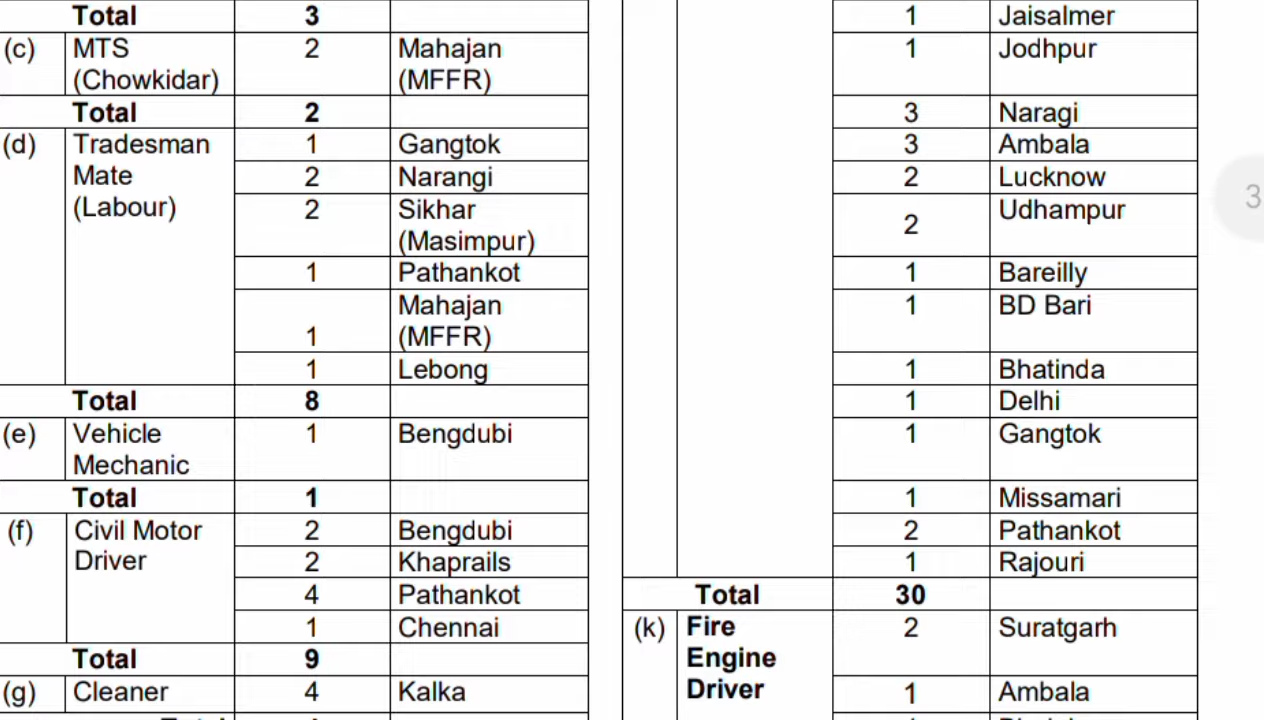 Total 3
(c) MTS 2 Mahajan
(Chowkidar) (MFFR)
Total 2
(d) Tradesman 1 Gangtok
Mate 2 Narangi
(Labour) 2 Sikhar
(Masimpur)
1 Pathankot
Mahajan
1 (MFFR)
1 Lebong
Total 8
(e) Vehicle 1 Bengdubi
Mechanic
Total 1
(f) Civil Motor 2 Bengdubi
Driver 2 Khaprails
4 Pathankot
1 Chennai
Total 9
(g) Cleaner 4 Kalka
1 Jaisalmer
1 Jodhpur
3 Naragi
3 Ambala
2 Lucknow
2 Udhampur
1 Bareilly
1 BD Bari
1 Bhatinda
1 Delhi
1 Gangtok
1 Missamari
2 Pathankot
1 Rajouri
Total 30
(k) Fire 2 Suratgarh
Engine
Driver 1 Ambala
3